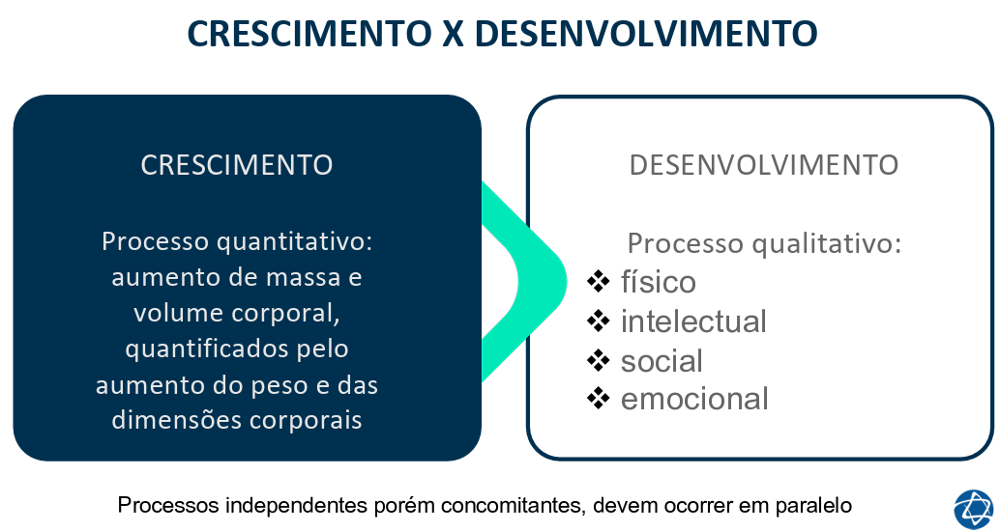 CRESCIMENTO X DESENVOLVIMENTO
CRESCIMENTO
Processo quantitativo:
aumento de massa e
volume corporal,
quantificados pelo
aumento do peso e das
dimensões corporais
DESENVOLVIMENTO
Processo qualitativo:
❖ físico
❖ intelectual
❖ social
❖ emocional
Processos independentes porém concomitantes, devem ocorrer em paralelo